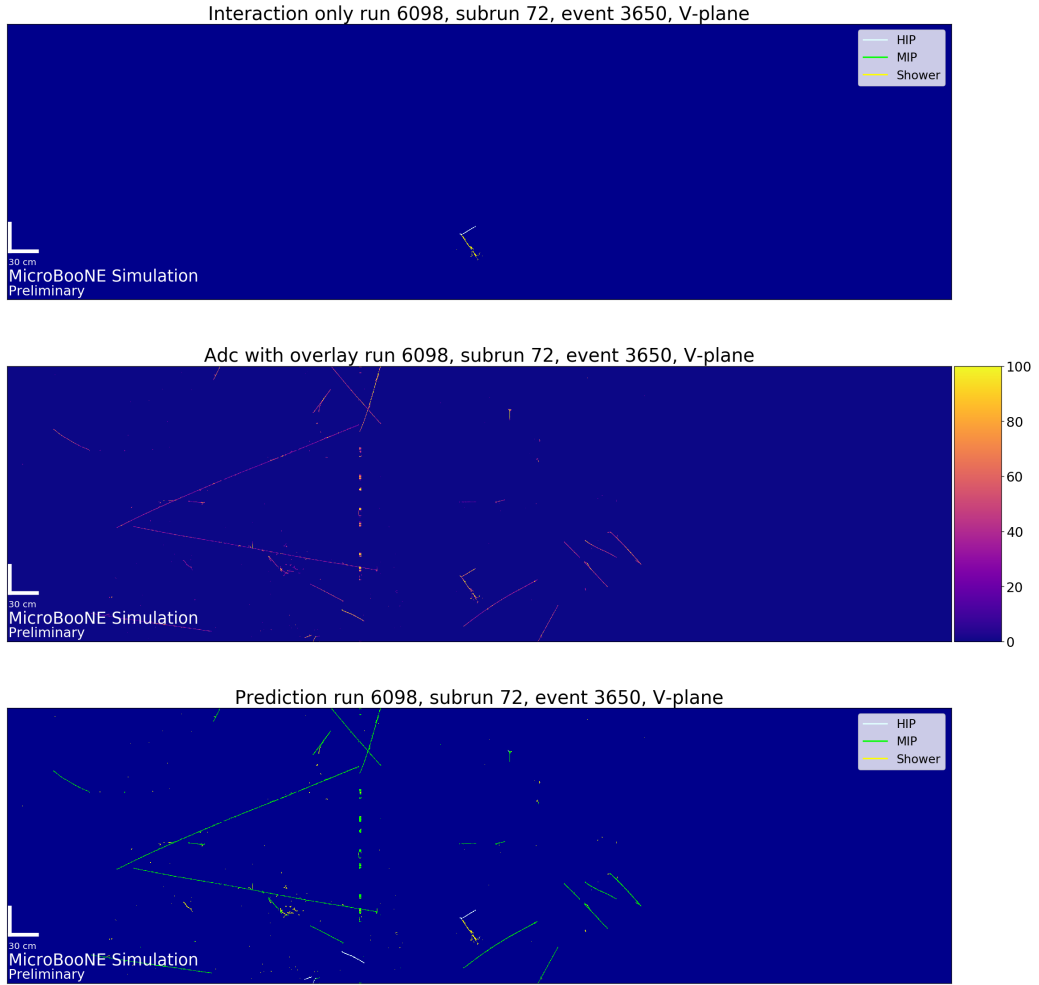 Interaction only run 6098, subrun 72, event 3650, V-plane
HIP
MIP
Shower
30 cm
MicroBooNE Simulation
Preliminary
Adc with overlay run 6098, subrun 72, event 3650, V-plane
100
80
60
40
20
0
30 cm
MicroBooNE Simulation
Preliminary
Prediction run 6098, subrun 72, event 3650, V-plane
HIP
MIP
Shower
30 cm
MicroBooNE Simulation
Preliminary